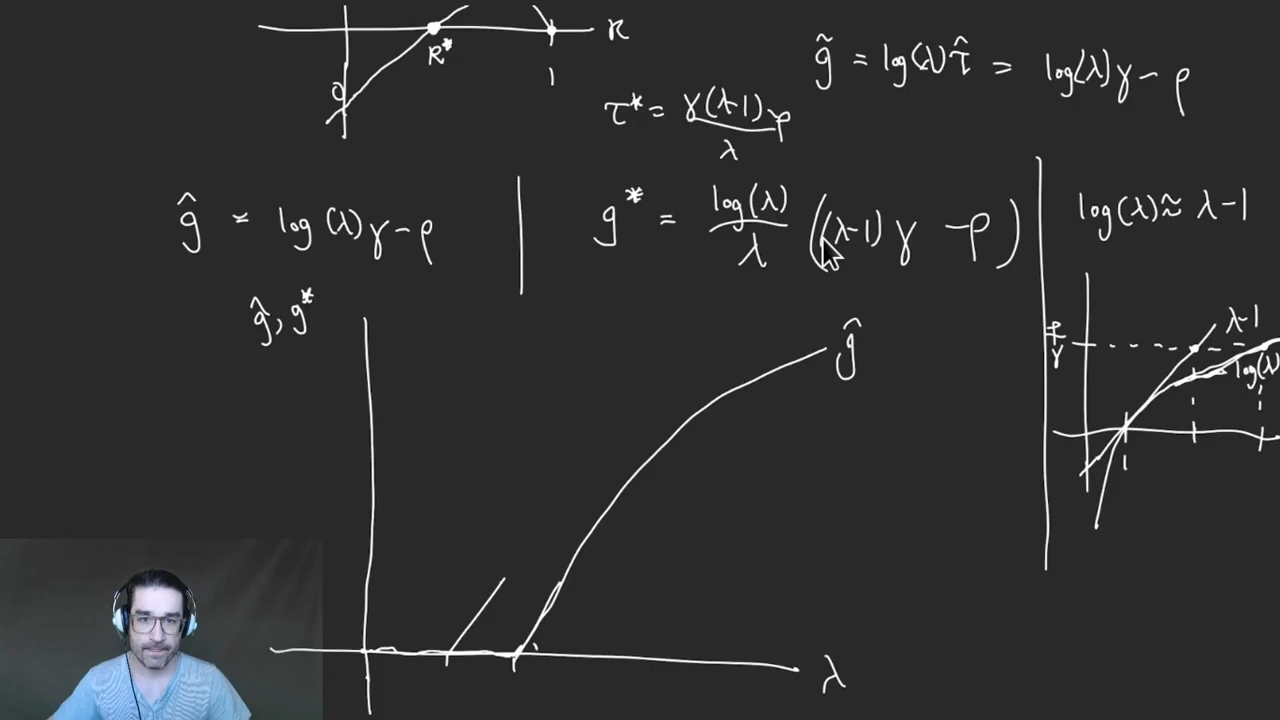 R
R*
0
1
g̃ = log(λ) τ̂ = log(λ)γ − ρ
τ* = γ(λ-1)-ρ / λ
ĝ = log(λ)γ − ρ
g* = log(λ)/λ ((λ-1)γ − ρ)
log(λ) ≈ λ − 1
ĝ, g*
ĝ
λ
λ-1
ρ/γ
log(λ)
1